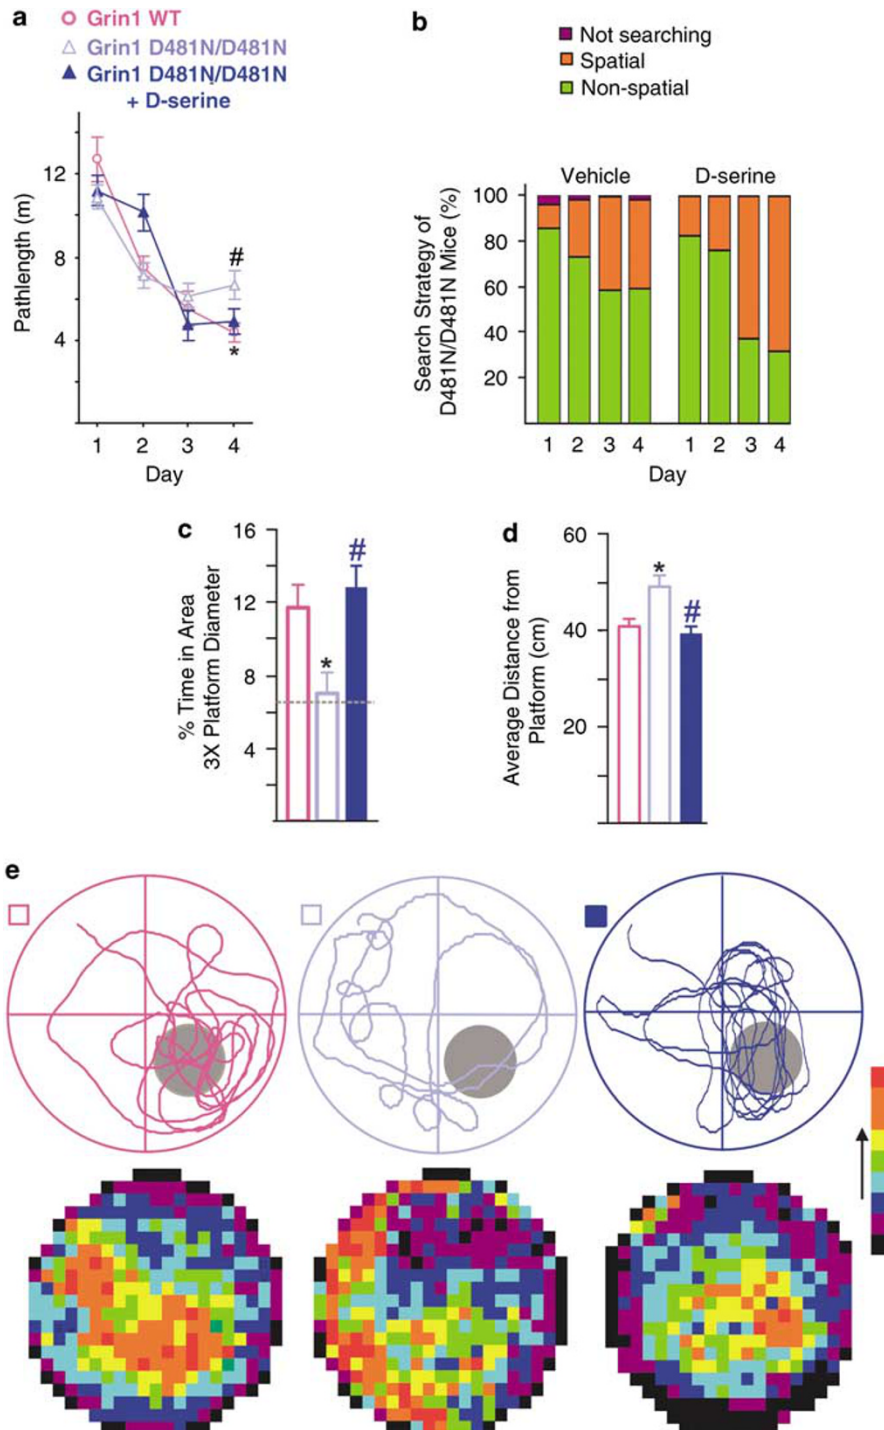 a
Grin1 WT
Grin1 D481N/D481N
Grin1 D481N/D481N
+ D-serine
Pathlength (m)
12
8
4
#
*
1 2 3 4
Day
b
Not searching
Spatial
Non-spatial
Vehicle D-serine
Search Strategy of
D481N/D481N Mice (%)
100
80
60
40
20
1 2 3 4 1 2 3 4
Day
c
% Time in Area
3X Platform Diameter
16
12
8
4
*
#
d
Average Distance from
Platform (cm)
60
40
20
*
#
e